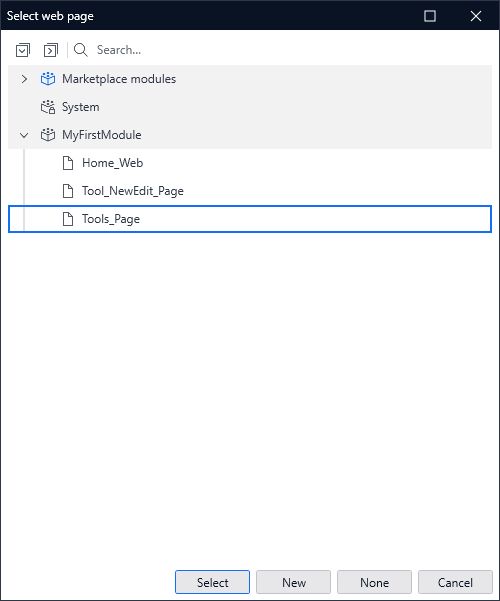 Select web page
Search...
Marketplace modules
System
MyFirstModule
Home_Web
Tool_NewEdit_Page
Tools_Page
Select New None Cancel